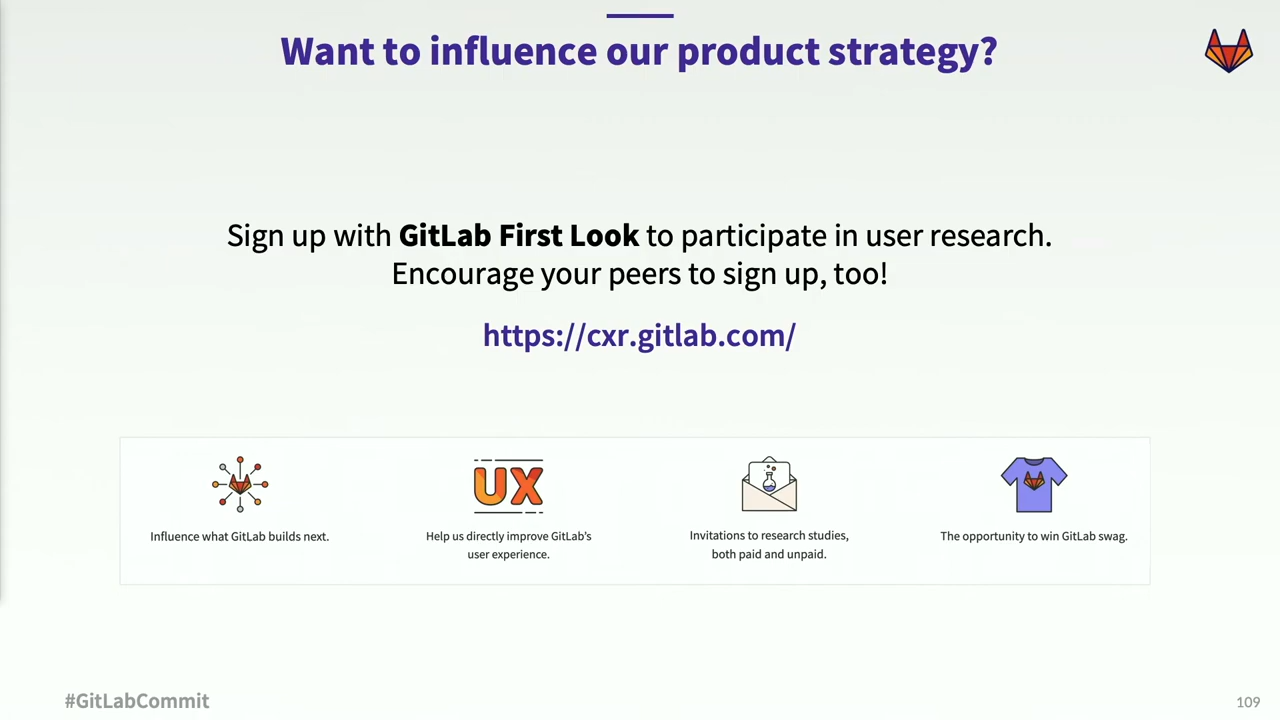 Want to influence our product strategy?
Sign up with GitLab First Look to participate in user research.
Encourage your peers to sign up, too!
https://cxr.gitlab.com/
UX
Influence what GitLab builds next.
Help us directly improve GitLab's
user experience.
Invitations to research studies,
both paid and unpaid.
The opportunity to win GitLab swag.
#GitLabCommit
109